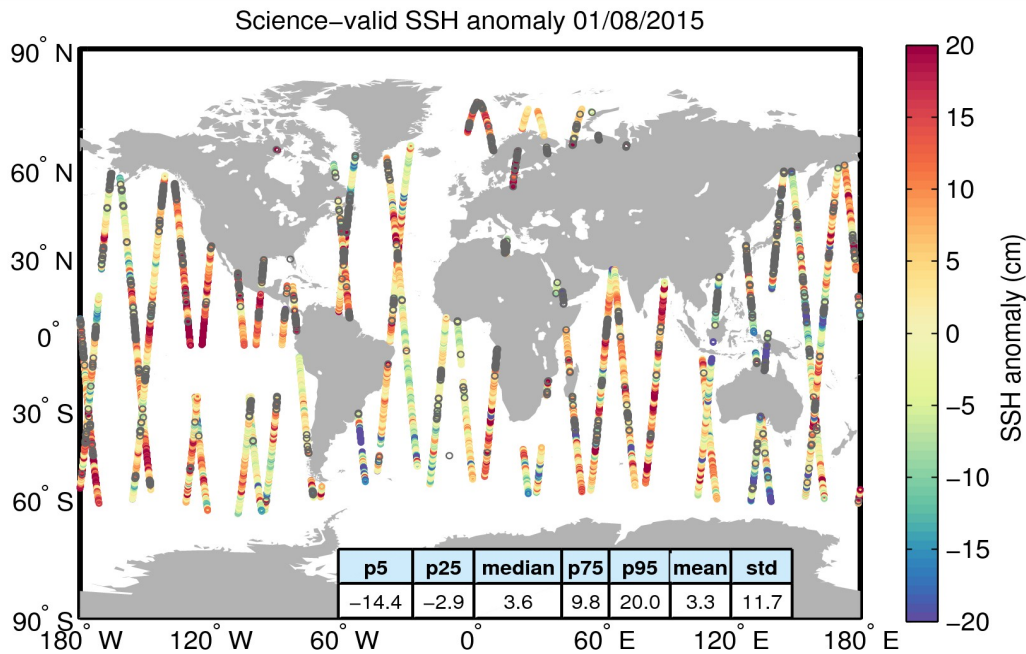 Science−valid SSH anomaly 01/08/2015
90° N
60° N
30° N
0°
30° S
60° S
90° S
180° W
120° W
60° W
0°
60° E
120° E
180° E
p5 p25 median p75 p95 mean std
−14.4 −2.9 3.6 9.8 20.0 3.3 11.7
20
15
10
5
0
−5
−10
−15
−20
SSH anomaly (cm)